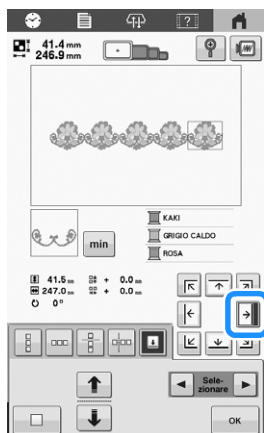 ?
41.4 mm
246.9 mm
min
KAKI
GRIGIO CALDO
ROSA
41.5 mm + 0.0 mm
247.0 mm + 0.0 mm
0°
Sele-
zionare
OK